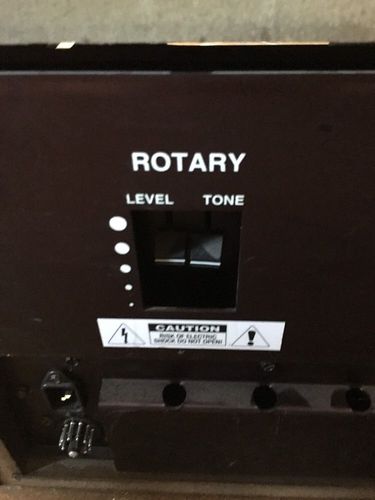 ROTARY
LEVEL TONE
CAUTION
RISK OF ELECTRIC
SHOCK DO NOT OPEN!